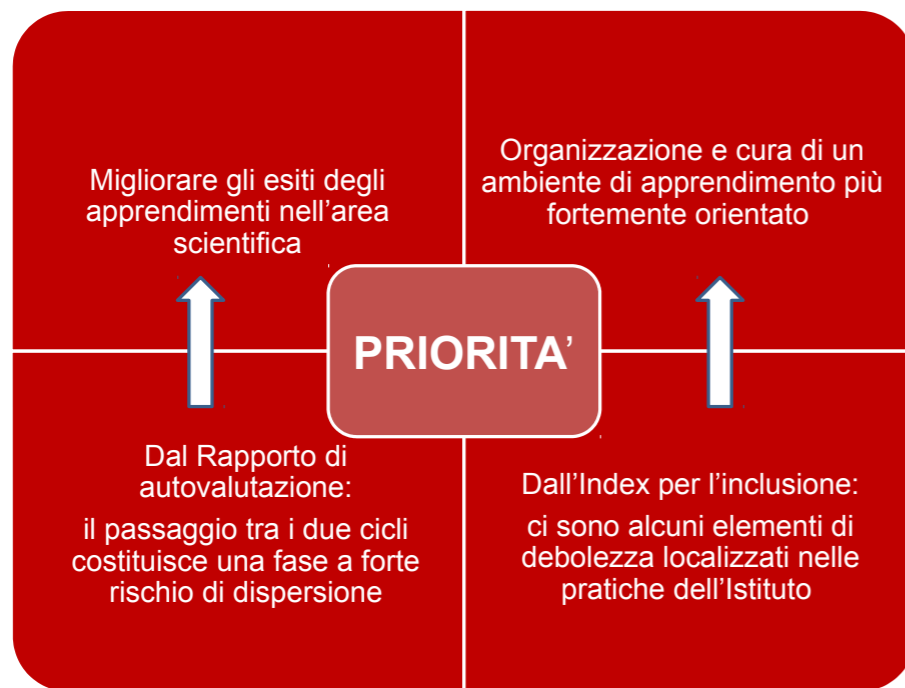 Migliorare gli esiti degli
apprendimenti nell’area
scientifica
Organizzazione e cura di un
ambiente di apprendimento più
fortemente orientato
PRIORITA’
Dal Rapporto di
autovalutazione:
il passaggio tra i due cicli
costituisce una fase a forte
rischio di dispersione
Dall’Index per l’inclusione:
ci sono alcuni elementi di
debolezza localizzati nelle
pratiche dell’Istituto